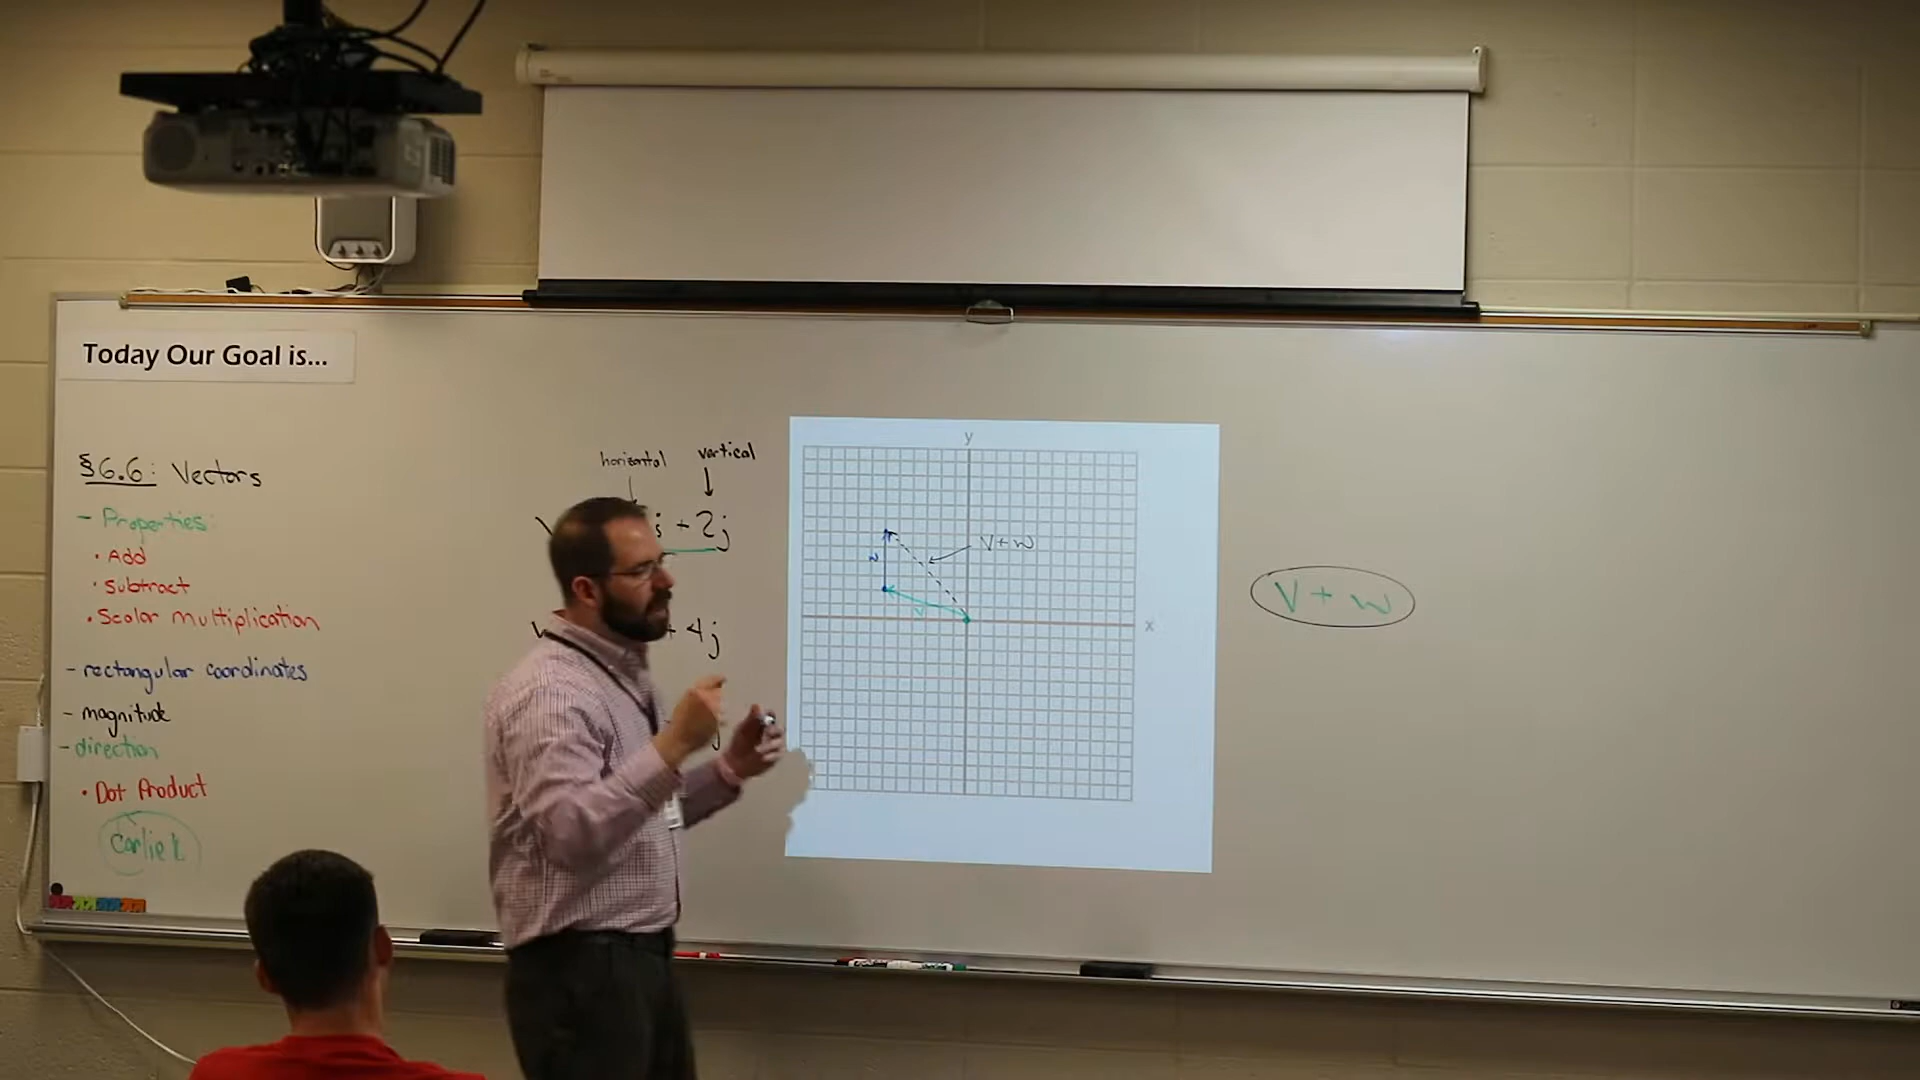 Today Our Goal is...
§6.6: Vectors
- Properties:
• Add
• Subtract
• Scalar multiplication
- rectangular coordinates
- magnitude
- direction
• Dot Product
horizontal
vertical
i + 2j
+ 4j
j
y
x
w
v
v+w
v + w